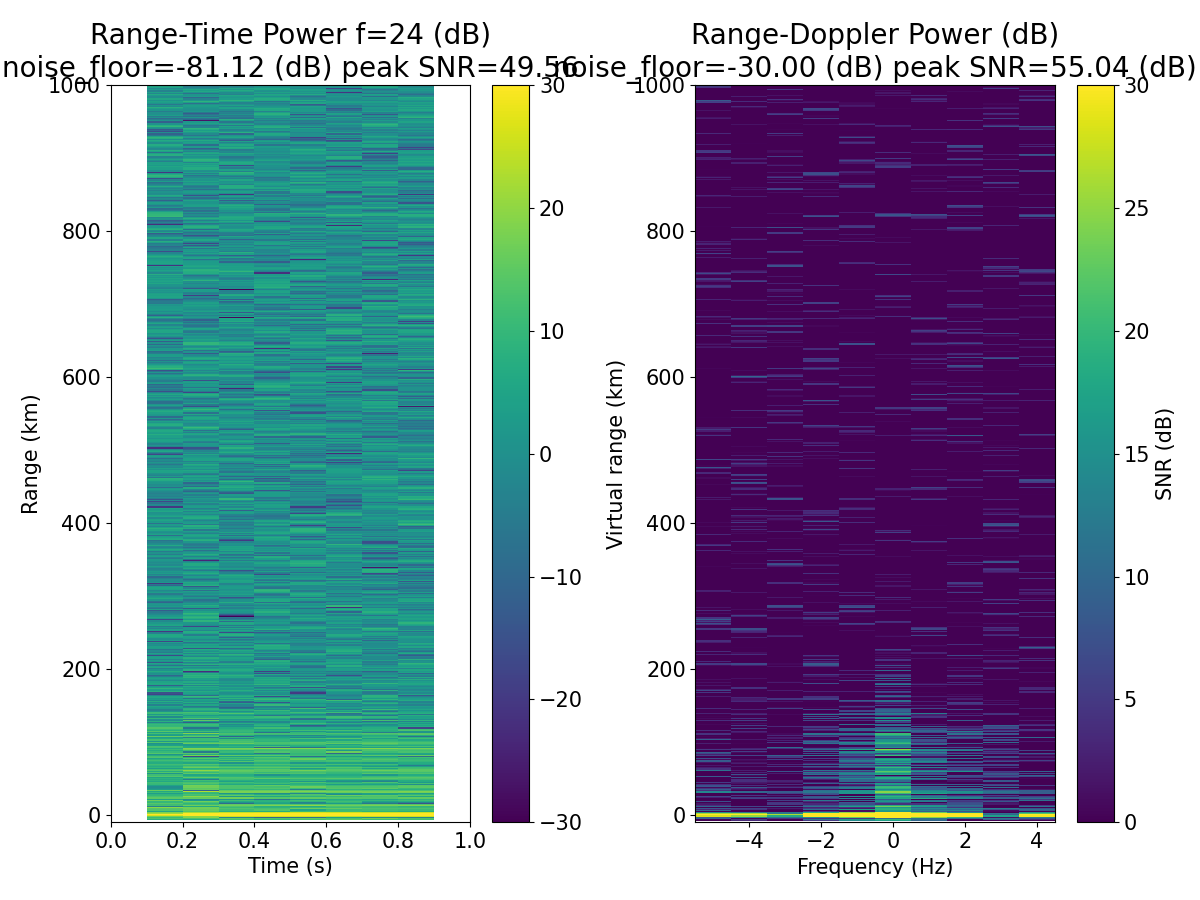 Range-Time Power f=24 (dB)
noise_floor=-81.12 (dB) peak SNR=49.56
Range-Doppler Power (dB)
noise_floor=-30.00 (dB) peak SNR=55.04 (dB)
1000
800
600
400
200
0
Range (km)
0.0 0.2 0.4 0.6 0.8 1.0
Time (s)
30
20
10
0
−10
−20
−30
1000
800
600
400
200
0
Virtual range (km)
−4 −2 0 2 4
Frequency (Hz)
30
25
20
15
10
5
0
SNR (dB)